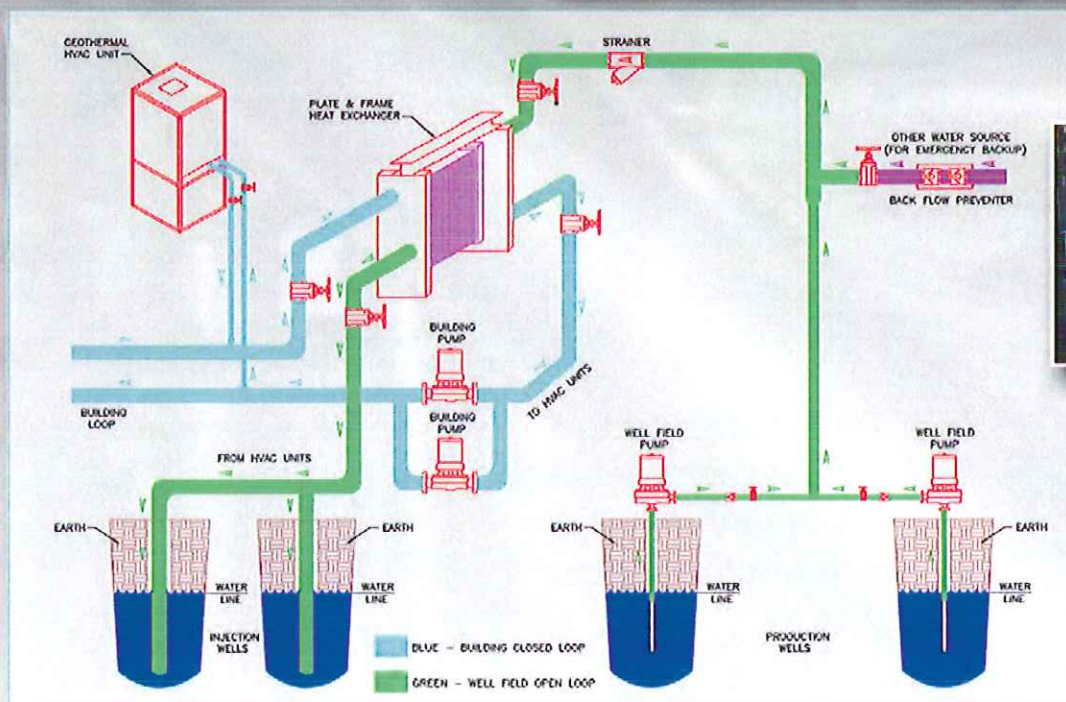 GEOTHERMAL
HVAC UNIT
STRAINER
PLATE & FRAME
HEAT EXCHANGER
OTHER WATER SOURCE
(FOR EMERGENCY BACKUP)
BACK FLOW PREVENTER
BUILDING
PUMP
TO HVAC UNITS
BUILDING
LOOP
BUILDING
PUMP
WELL FIELD
PUMP
WELL FIELD
PUMP
FROM HVAC UNITS
EARTH
EARTH
EARTH
EARTH
WATER
LINE
WATER
LINE
WATER
LINE
WATER
LINE
INJECTION
WELLS
PRODUCTION
WELLS
BLUE – BUILDING CLOSED LOOP
GREEN – WELL FIELD OPEN LOOP